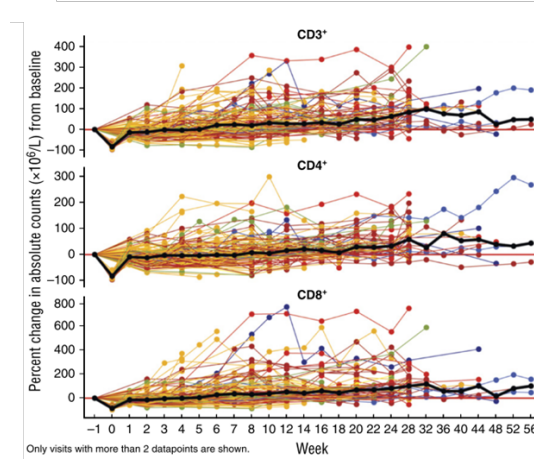 Percent change in absolute counts (×10⁶/L) from baseline
CD3⁺
400
300
200
100
0
−100
CD4⁺
300
200
100
0
−100
CD8⁺
800
600
400
200
0
−1 0 1 2 3 4 5 6 7 8 10 12 14 16 18 20 22 24 28 32 36 40 44 48 52 56
Only visits with more than 2 datapoints are shown.
Week